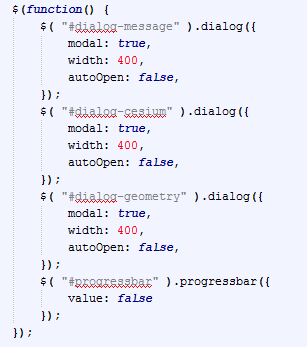 $(function() {
$( "#dialog-message" ).dialog({
modal: true,
width: 400,
autoOpen: false,
});
$( "#dialog-cesium" ).dialog({
modal: true,
width: 400,
autoOpen: false,
});
$( "#dialog-geometry" ).dialog({
modal: true,
width: 400,
autoOpen: false,
});
$( "#progressbar" ).progressbar({
value: false
});
});